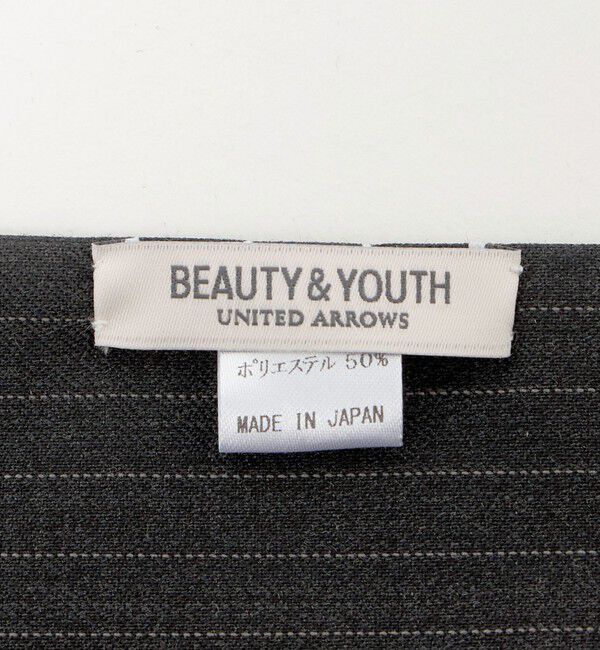 BEAUTY & YOUTH
UNITED ARROWS
ポリエステル 50%
MADE IN JAPAN